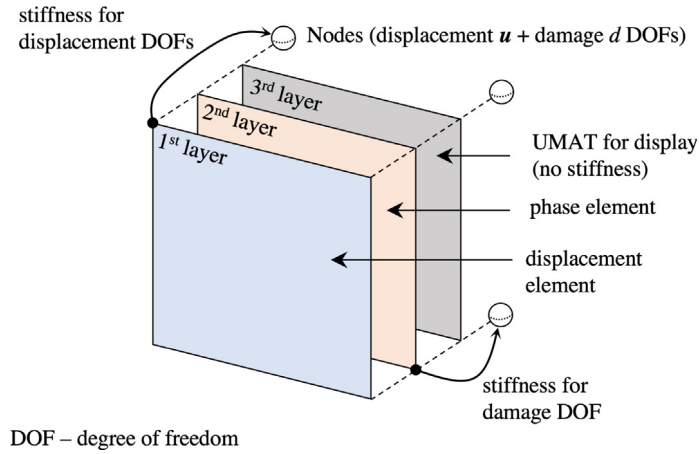 stiffness for
displacement DOFs
Nodes (displacement u + damage d DOFs)
3rd layer
2nd layer
1st layer
UMAT for display
(no stiffness)
phase element
displacement
element
stiffness for
damage DOF
DOF – degree of freedom